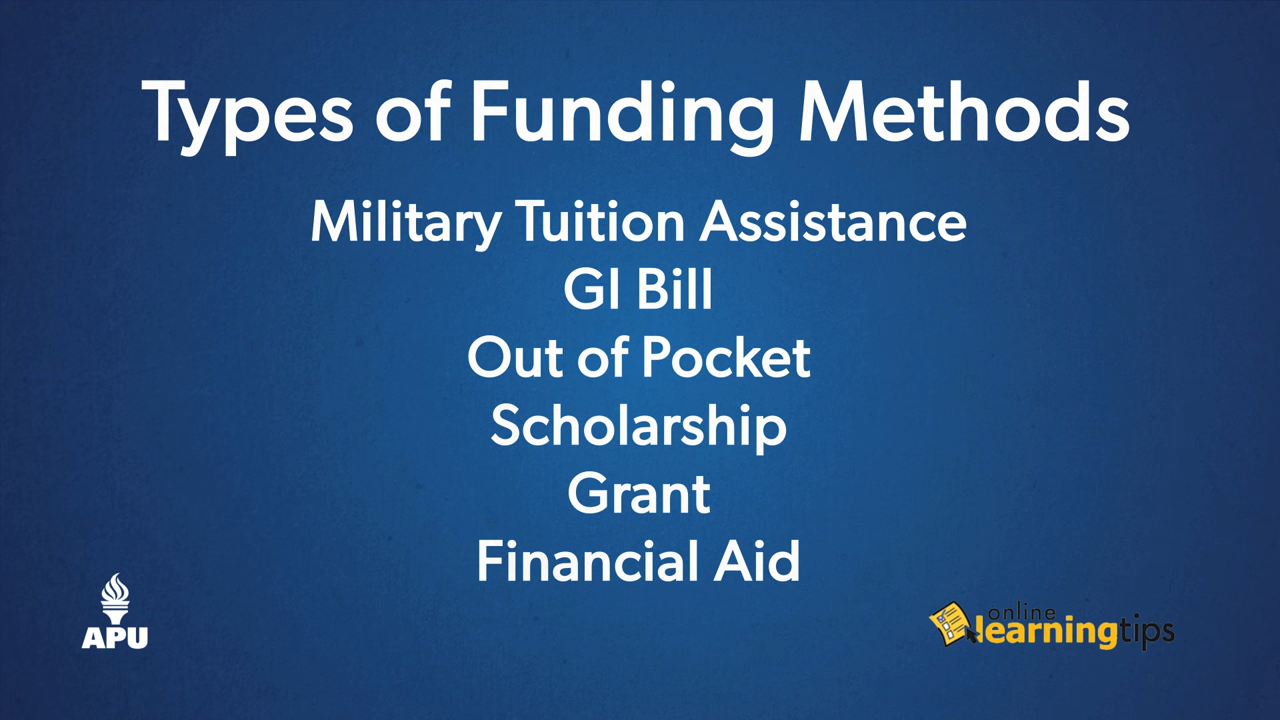 Types of Funding Methods
Military Tuition Assistance
GI Bill
Out of Pocket
Scholarship
Grant
Financial Aid
APU
online
learningtips